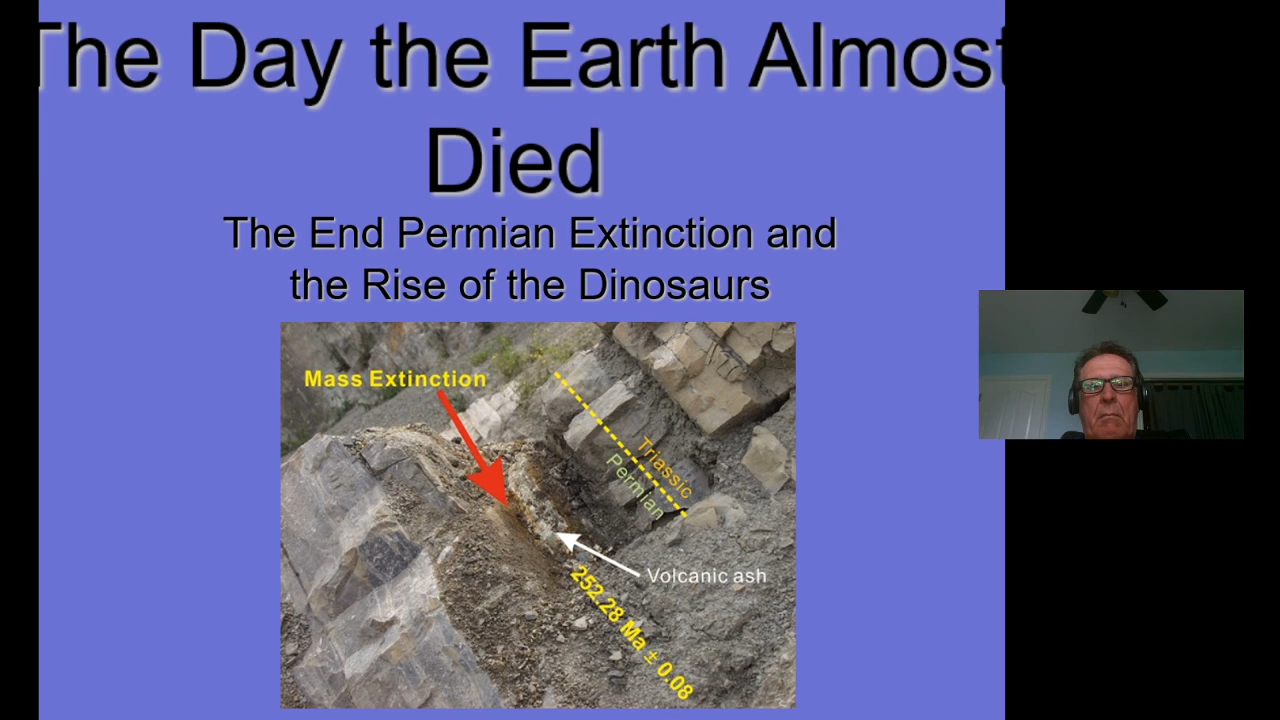 The Day the Earth Almost
Died
The End Permian Extinction and
the Rise of the Dinosaurs
Mass Extinction
Triassic
Permian
Volcanic ash
252.28 Ma ± 0.08